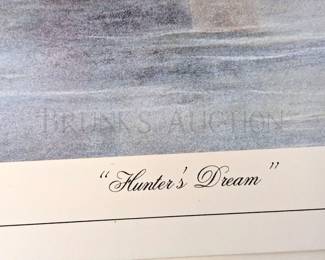 BRUNK'S AUCTION
"Hunter's Dream"